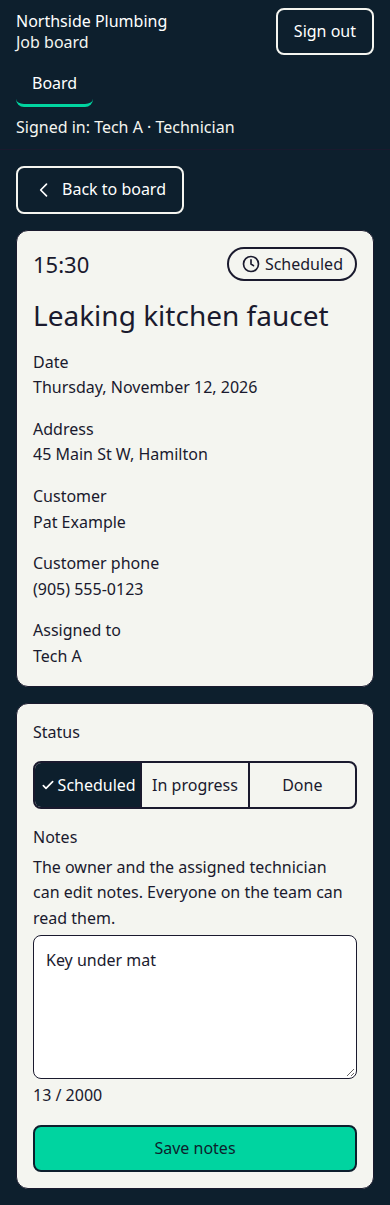 Northside Plumbing
Job board
Sign out
Board
Signed in: Tech A · Technician
Back to board
15:30
Scheduled
Leaking kitchen faucet
Date
Thursday, November 12, 2026
Address
45 Main St W, Hamilton
Customer
Pat Example
Customer phone
(905) 555-0123
Assigned to
Tech A
Status
Scheduled
In progress
Done
Notes
The owner and the assigned technician
can edit notes. Everyone on the team can
read them.
Key under mat
13 / 2000
Save notes